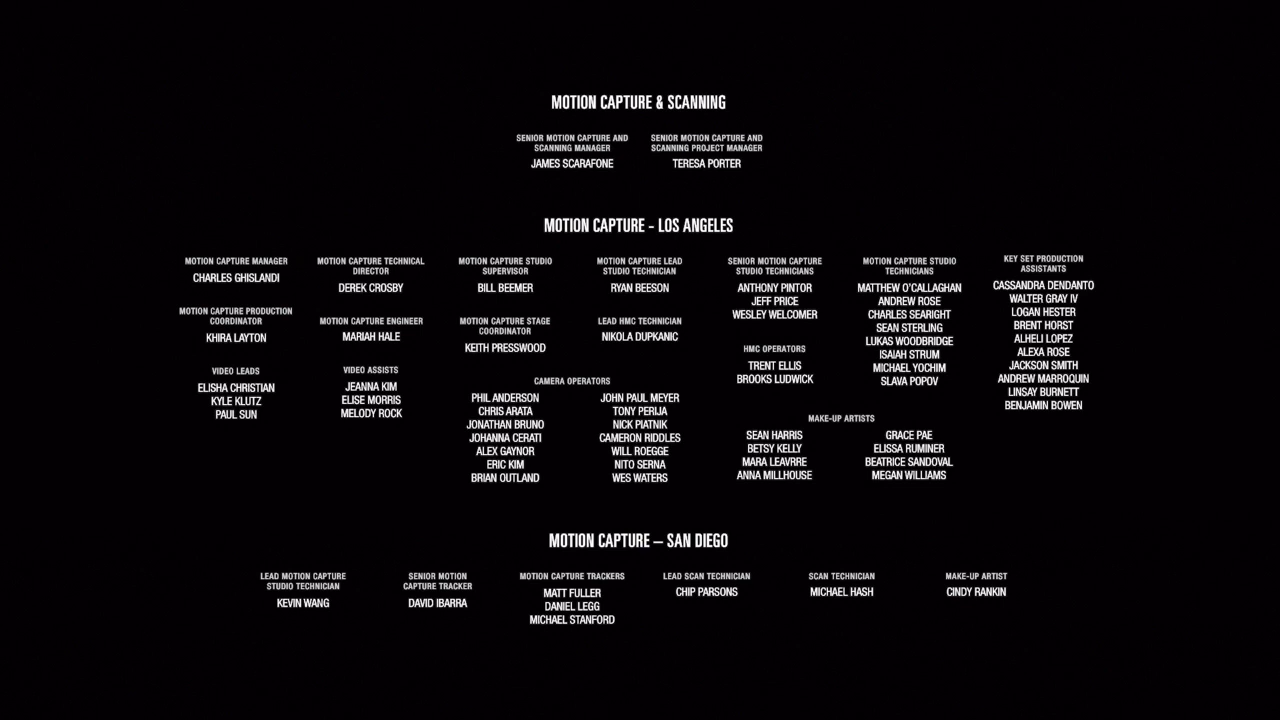 MOTION CAPTURE & SCANNING
SENIOR MOTION CAPTURE AND
SCANNING MANAGER
JAMES SCARAFONE
SENIOR MOTION CAPTURE AND
SCANNING PROJECT MANAGER
TERESA PORTER
MOTION CAPTURE - LOS ANGELES
MOTION CAPTURE MANAGER
CHARLES GHISLANDI
MOTION CAPTURE PRODUCTION
COORDINATOR
KHIRA LAYTON
VIDEO LEADS
ELISHA CHRISTIAN
KYLE KLUTZ
PAUL SUN
MOTION CAPTURE TECHNICAL
DIRECTOR
DEREK CROSBY
MOTION CAPTURE ENGINEER
MARIAH HALE
VIDEO ASSISTS
JEANNA KIM
ELISE MORRIS
MELODY ROCK
MOTION CAPTURE STUDIO
SUPERVISOR
BILL BEEMER
MOTION CAPTURE STAGE
COORDINATOR
KEITH PRESSWOOD
MOTION CAPTURE LEAD
STUDIO TECHNICIAN
RYAN BEESON
LEAD HMC TECHNICIAN
NIKOLA DUPKANIC
CAMERA OPERATORS
PHIL ANDERSON
CHRIS ARATA
JONATHAN BRUNO
JOHANNA CERATI
ALEX GAYNOR
ERIC KIM
BRIAN OUTLAND
JOHN PAUL MEYER
TONY PERIJA
NICK PIATNIK
CAMERON RIDDLES
WILL ROEGGE
NITO SERNA
WES WATERS
SENIOR MOTION CAPTURE
STUDIO TECHNICIANS
ANTHONY PINTOR
JEFF PRICE
WESLEY WELCOMER
HMC OPERATORS
TRENT ELLIS
BROOKS LUDWICK
MOTION CAPTURE STUDIO
TECHNICIANS
MATTHEW O'CALLAGHAN
ANDREW ROSE
CHARLES SEARIGHT
SEAN STERLING
LUKAS WOODBRIDGE
ISAIAH STRUM
MICHAEL YOCHIM
SLAVA POPOV
MAKE-UP ARTISTS
SEAN HARRIS
BETSY KELLY
MARA LEAVRRE
ANNA MILLHOUSE
GRACE PAE
ELISSA RUMINER
BEATRICE SANDOVAL
MEGAN WILLIAMS
KEY SET PRODUCTION
ASSISTANTS
CASSANDRA DENDANTO
WALTER GRAY IV
LOGAN HESTER
BRENT HORST
ALHELI LOPEZ
ALEXA ROSE
JACKSON SMITH
ANDREW MARROQUIN
LINSAY BURNETT
BENJAMIN BOWEN
MOTION CAPTURE – SAN DIEGO
LEAD MOTION CAPTURE
STUDIO TECHNICIAN
KEVIN WANG
SENIOR MOTION
CAPTURE TRACKER
DAVID IBARRA
MOTION CAPTURE TRACKERS
MATT FULLER
DANIEL LEGG
MICHAEL STANFORD
LEAD SCAN TECHNICIAN
CHIP PARSONS
SCAN TECHNICIAN
MICHAEL HASH
MAKE-UP ARTIST
CINDY RANKIN